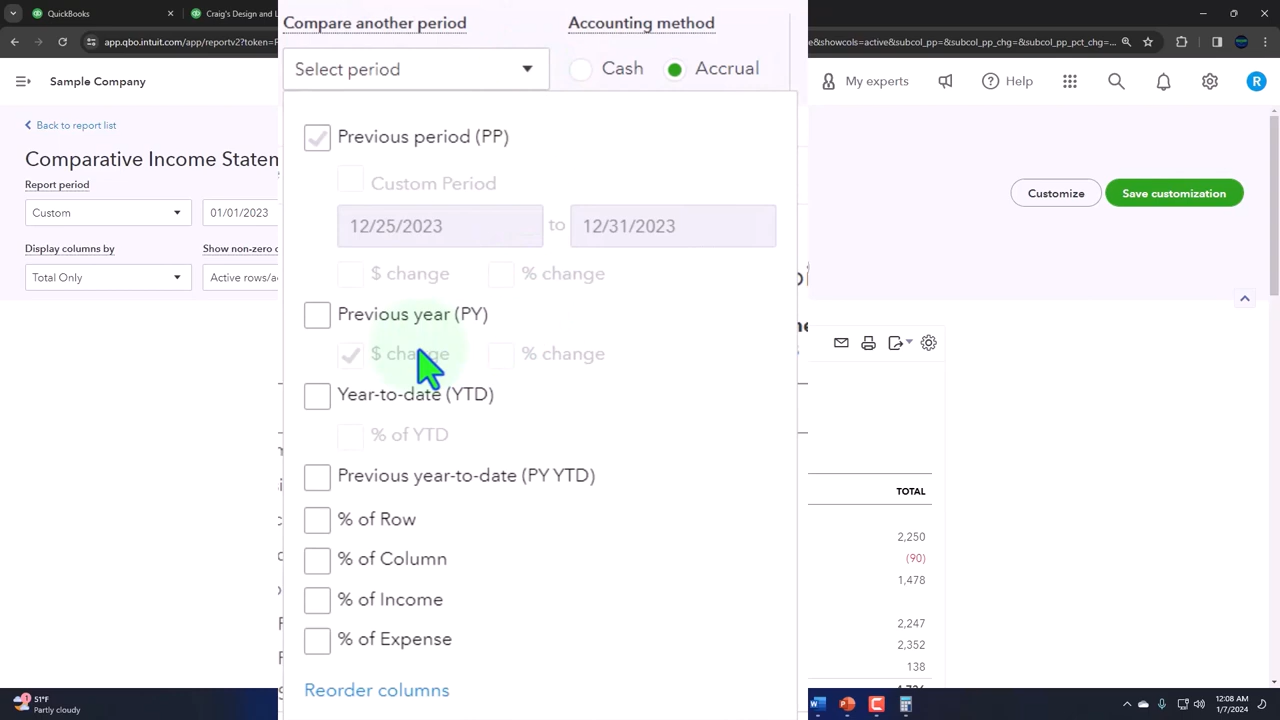 QuickBooks
Craig's Design and L
app.qbo.intuit.com/app/reportv2?token=
showrows=active&subcol_pp=&subcol_pp_chg=&subcol_py_chg=
Sample Company
My experts
Help
R
Back to report list
Comparative Income Statem
Report period
Custom
01/01/2023
Display columns by
Show non-zero
Total Only
Active rows/a
Customize
Save customization
Compare another period
Accounting method
Select period
Cash
Accrual
Previous period (PP)
Custom Period
12/25/2023
to
12/31/2023
$ change
% change
Previous year (PY)
$ change
% change
Year-to-date (YTD)
% of YTD
Previous year-to-date (PY YTD)
% of Row
% of Column
% of Income
% of Expense
Reorder columns
TOTAL
2,250
(90)
1,478
2,247
2,352
138
51°F
Partly cloudy
12:08 AM
1/7/2024